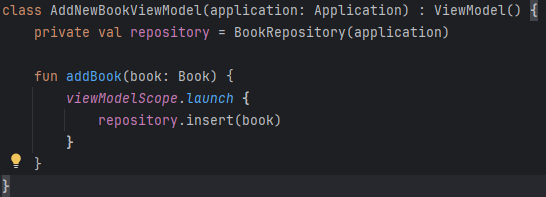 class AddNewBookViewModel(application: Application) : ViewModel() {
    private val repository = BookRepository(application)

    fun addBook(book: Book) {
        viewModelScope.launch {
            repository.insert(book)
        }
    }
}